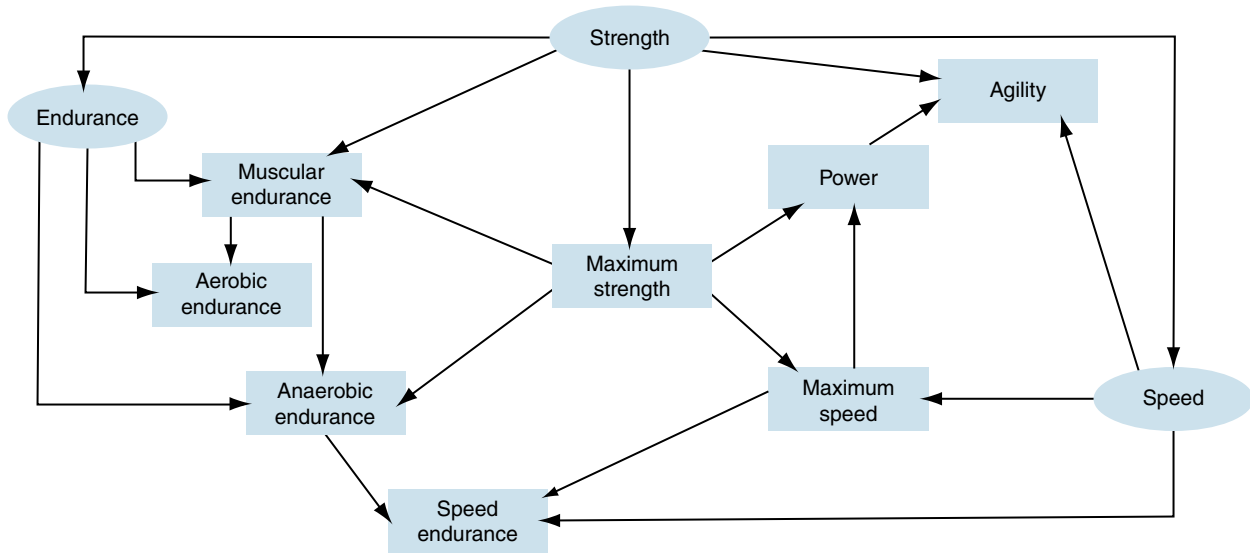 Strength
Agility
Endurance
Muscular
endurance
Power
Aerobic
endurance
Maximum
strength
Anaerobic
endurance
Maximum
speed
Speed
Speed
endurance